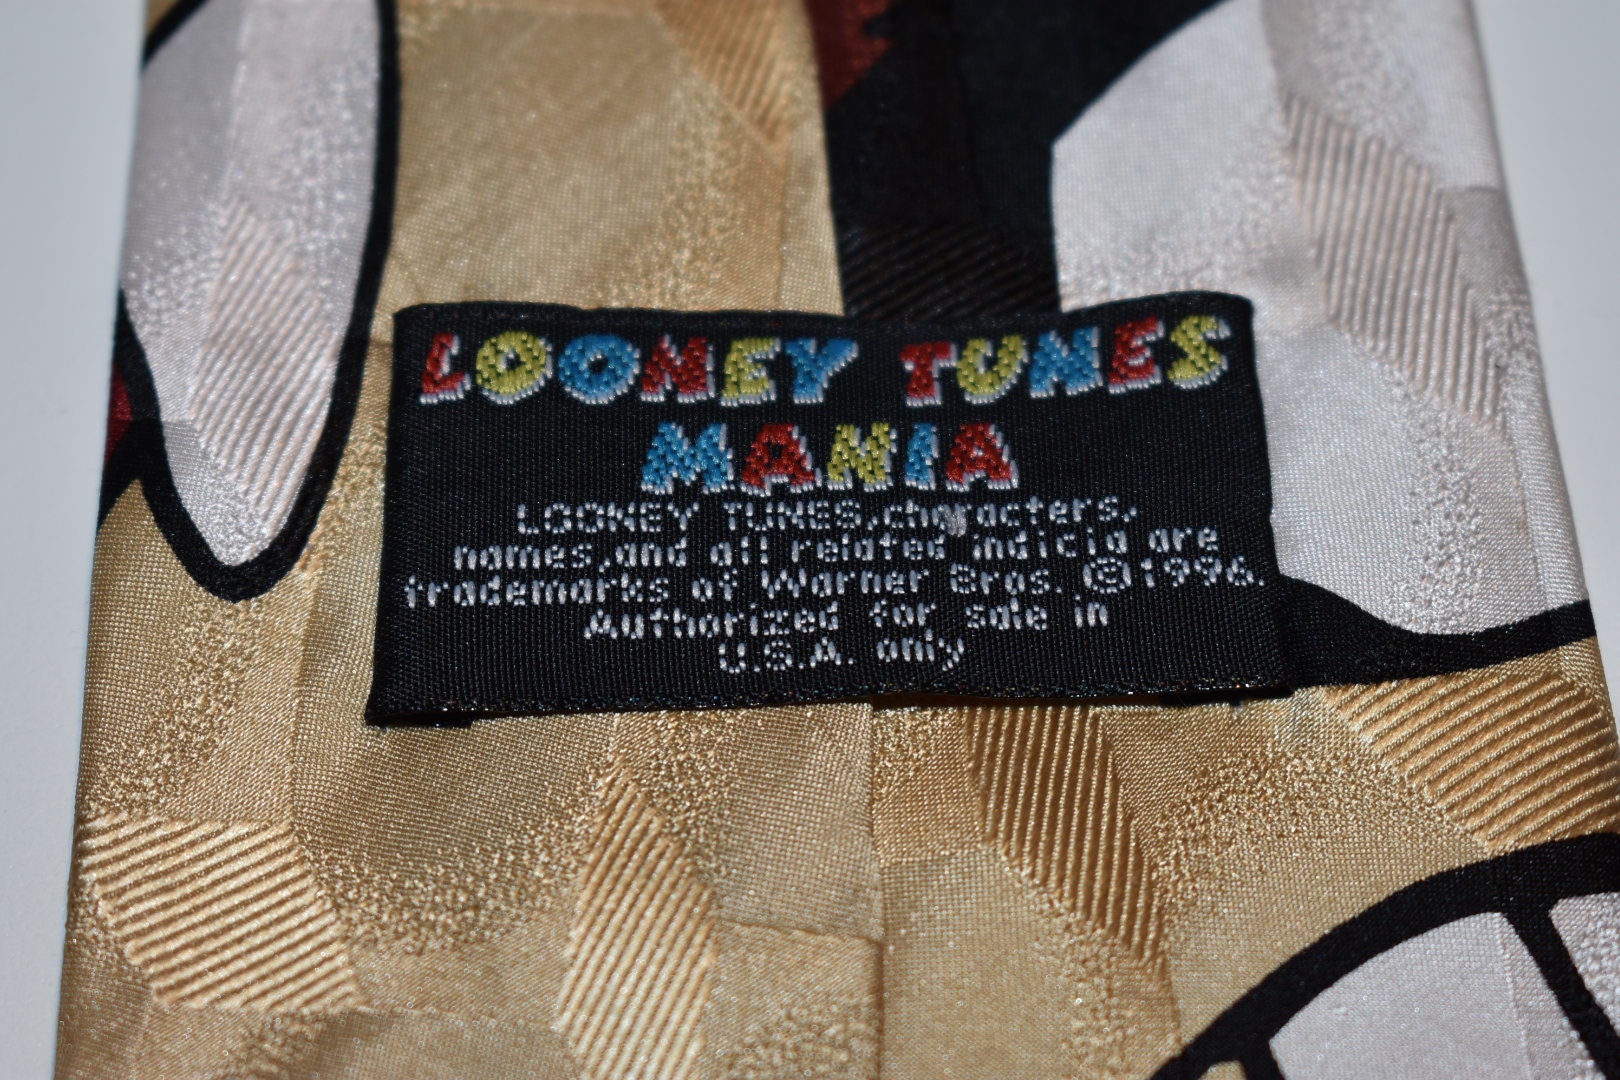 LOONEY TUNES
MANIA
LOONEY TUNES, characters,
names, and all related indicia are
trademarks of Warner Bros. © 1996.
Authorized for sale in
U.S.A. only